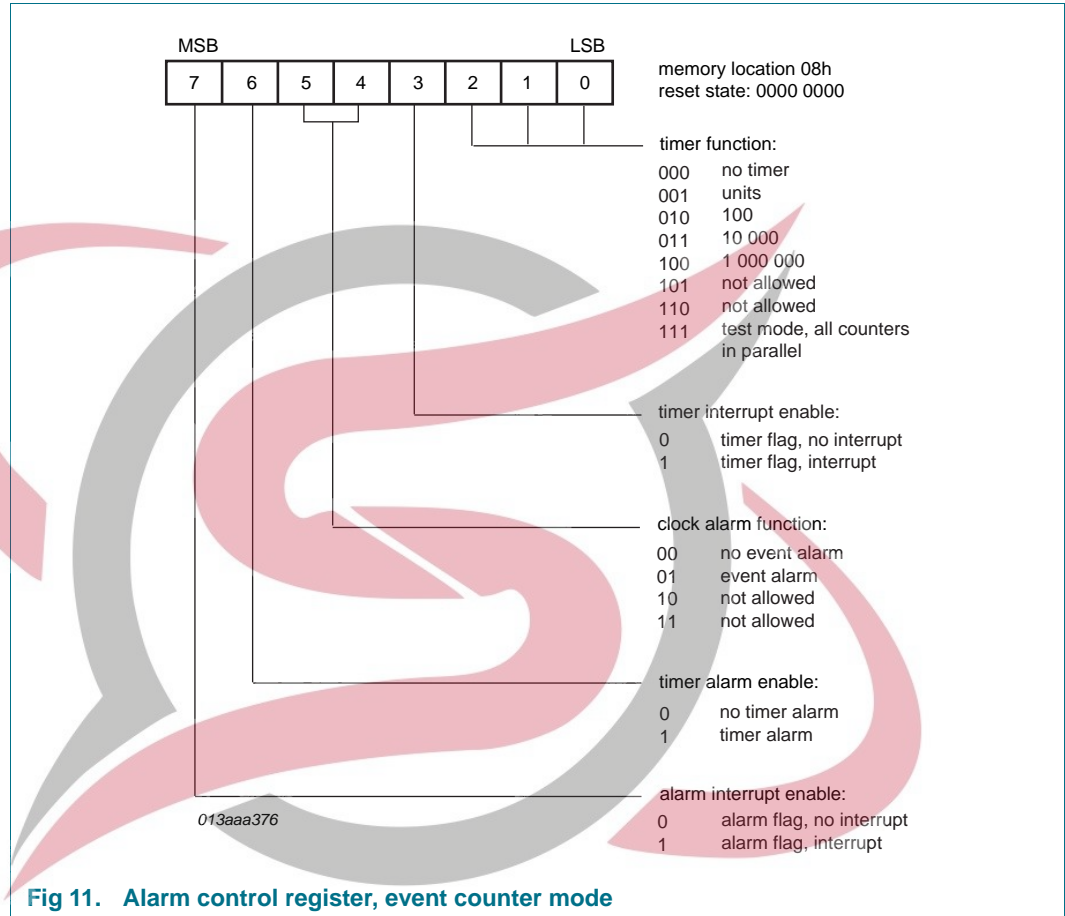 MSB LSB
7 6 5 4 3 2 1 0
memory location 08h
reset state: 0000 0000
timer function:
000 no timer
001 units
010 100
011 10 000
100 1 000 000
101 not allowed
110 not allowed
111 test mode, all counters
in parallel
timer interrupt enable:
0 timer flag, no interrupt
1 timer flag, interrupt
clock alarm function:
00 no event alarm
01 event alarm
10 not allowed
11 not allowed
timer alarm enable:
0 no timer alarm
1 timer alarm
alarm interrupt enable:
0 alarm flag, no interrupt
1 alarm flag, interrupt
013aaa376
Fig 11. Alarm control register, event counter mode